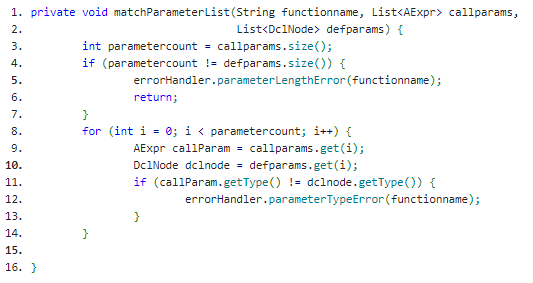 1. private void matchParameterList(String functionname, List<AExpr> callparams,
2.                               List<DclNode> defparams) {
3.         int parametercount = callparams.size();
4.         if (parametercount != defparams.size()) {
5.                 errorHandler.parameterLengthError(functionname);
6.                 return;
7.         }
8.         for (int i = 0; i < parametercount; i++) {
9.                 AExpr callParam = callparams.get(i);
10.                 DclNode dclnode = defparams.get(i);
11.                 if (callParam.getType() != dclnode.getType()) {
12.                         errorHandler.parameterTypeError(functionname);
13.                 }
14.         }
15.
16. }